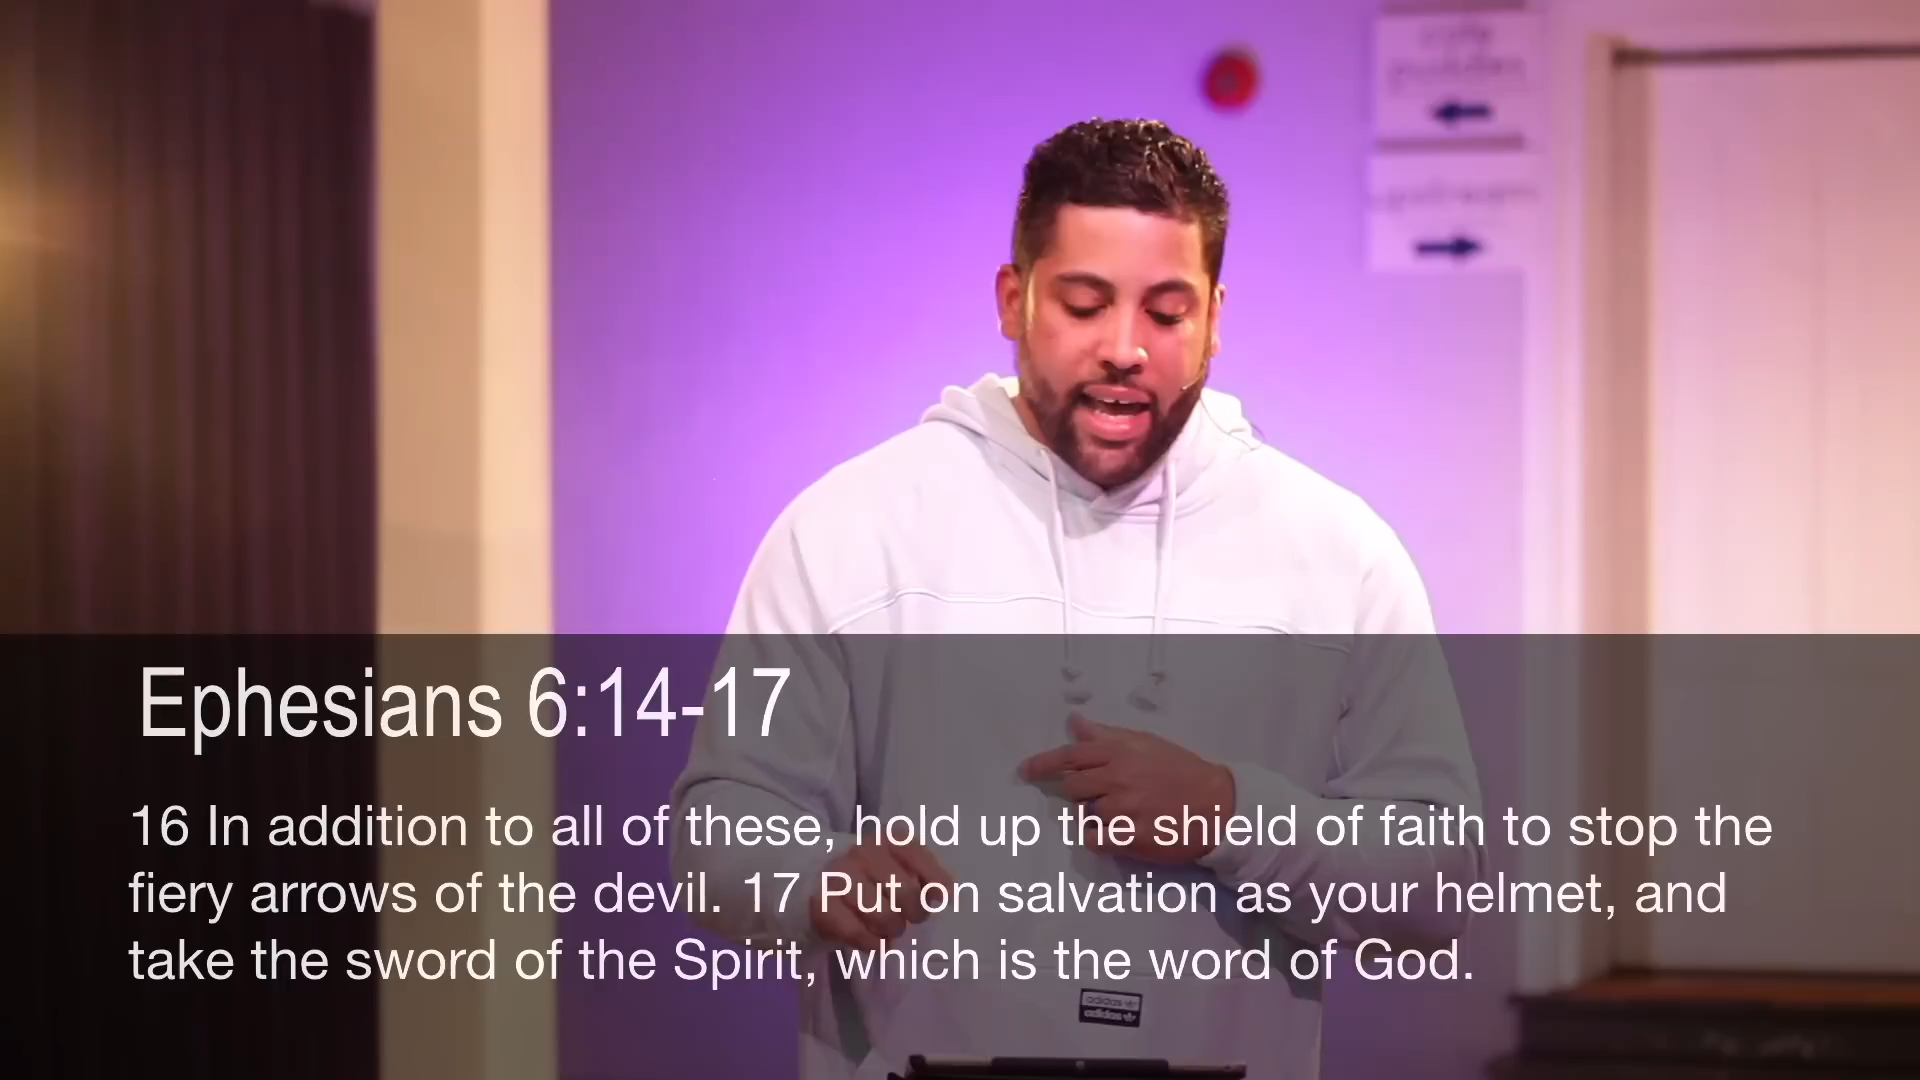 Ephesians 6:14-17
16 In addition to all of these, hold up the shield of faith to stop the
fiery arrows of the devil. 17 Put on salvation as your helmet, and
take the sword of the Spirit, which is the word of God.
adidas
adidas